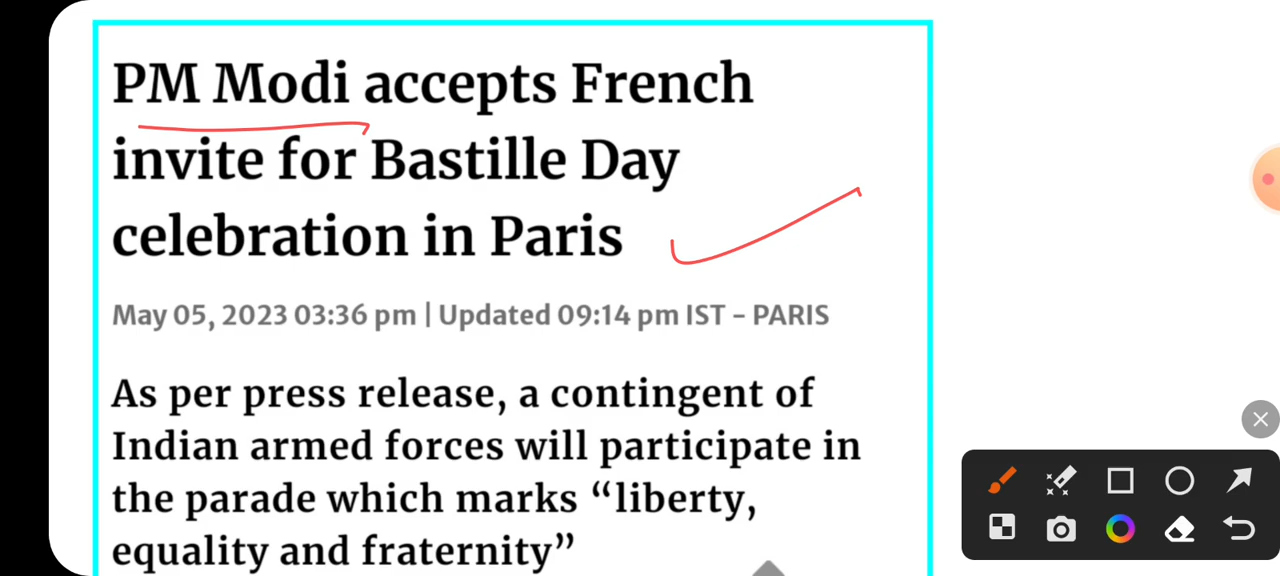 PM Modi accepts French
invite for Bastille Day
celebration in Paris
May 05, 2023 03:36 pm | Updated 09:14 pm IST - PARIS
As per press release, a contingent of
Indian armed forces will participate in
the parade which marks “liberty,
equality and fraternity”